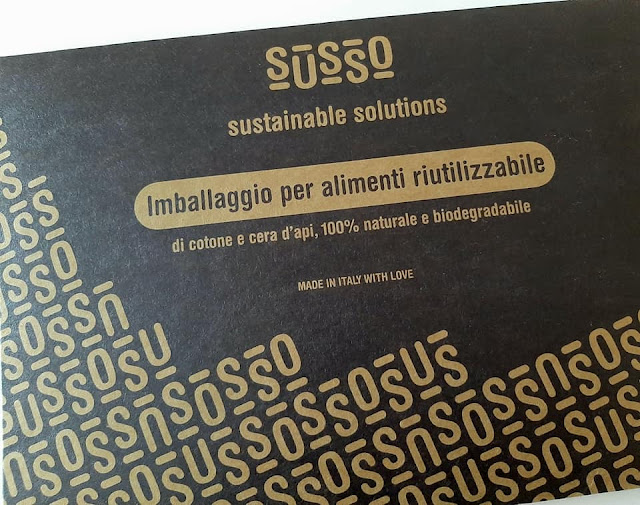 SUSSO
sustainable solutions
Imballaggio per alimenti riutilizzabile
di cotone e cera d'api, 100% naturale e biodegradabile
MADE IN ITALY WITH LOVE